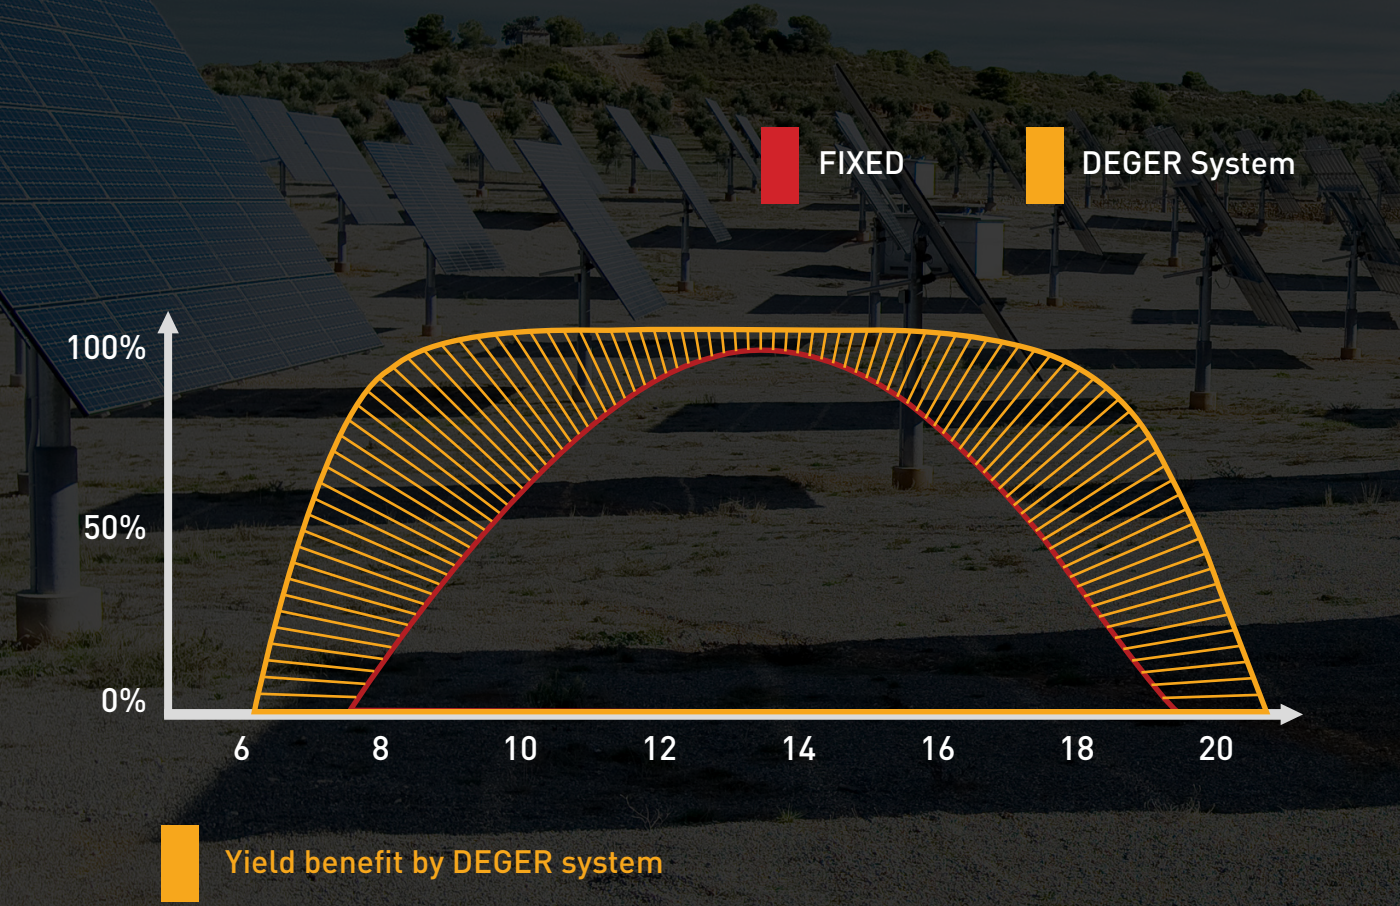 FIXED
DEGER System
100%
50%
0%
6 8 10 12 14 16 18 20
Yield benefit by DEGER system